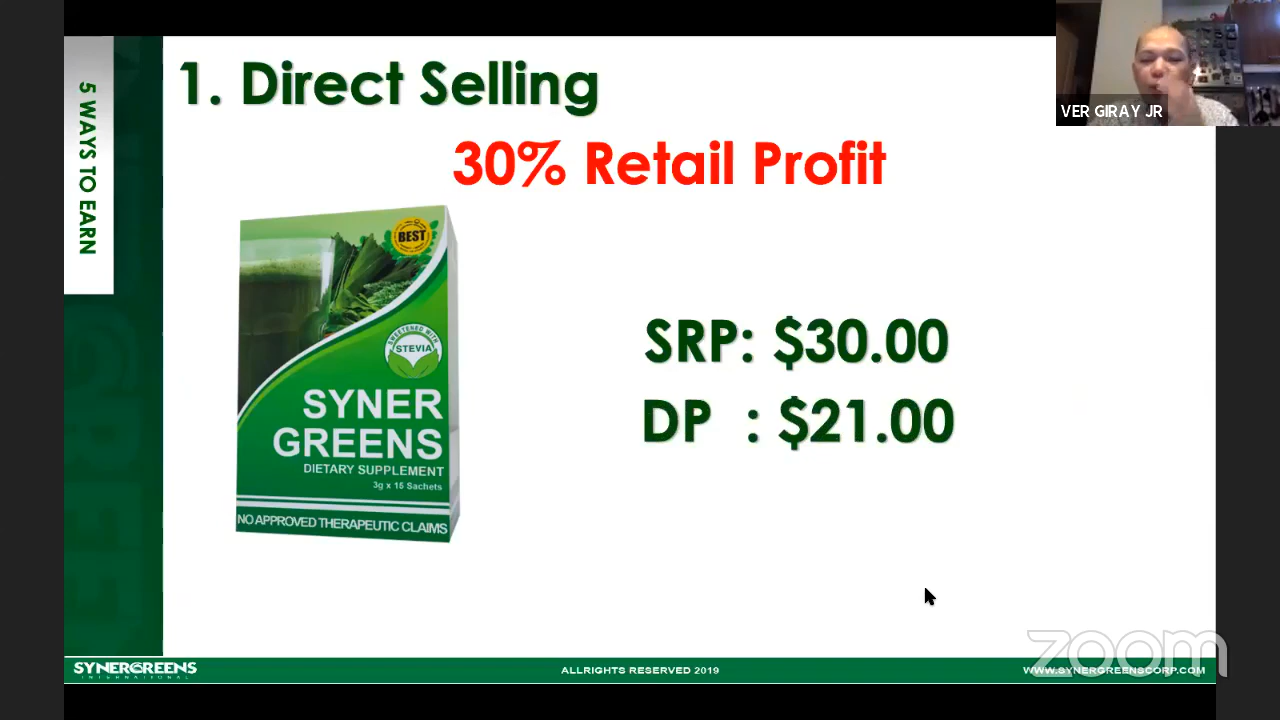 5 WAYS TO EARN
1. Direct Selling
30% Retail Profit
VER GIRAY JR
BEST
SWEETENED WITH
STEVIA
SYNER
GREENS
DIETARY SUPPLEMENT
3g x 15 Sachets
NO APPROVED THERAPEUTIC CLAIMS
SRP: $30.00
DP : $21.00
SYNERGREENS
INTERNATIONAL
ALLRIGHTS RESERVED 2019
WWW.SYNERGREENSCORP.COM
zoom